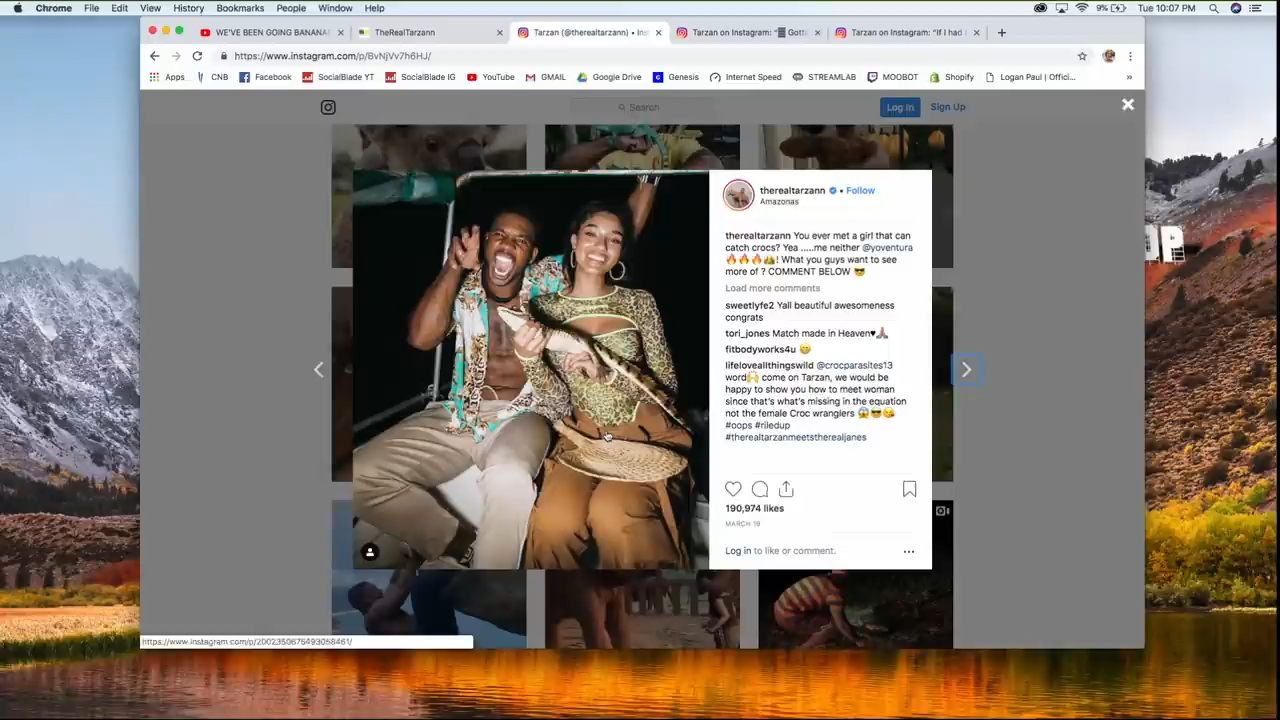 Chrome File Edit View History Bookmarks People Window Help 9% Tue 10:07 PM
WE'VE BEEN GOING BANANA TheRealTarzann Tarzan (@therealtarzann) • Ins Tarzan on Instagram: " Gotta Tarzan on Instagram: "If I had
https://www.instagram.com/p/BvNjVv7h6HJ/
Apps CNB Facebook SocialBlade YT SocialBlade IG YouTube GMAIL Google Drive Genesis Internet Speed STREAMLAB MOOBOT Shopify Logan Paul | Offici... »
Search Log In Sign Up
therealtarzann • Follow
Amazonas
therealtarzann You ever met a girl that can
catch crocs? Yea .....me neither @yoventura
🔥🔥🔥🐊! What you guys want to see
more of ? COMMENT BELOW 😎
Load more comments
sweetlyfe2 Yall beautiful awesomeness
congrats
tori_jones Match made in Heaven♥🙏🏽
fitbodyworks4u 😁
lifeloveallthingswild @crocparasites13
word🙌 come on Tarzan, we would be
happy to show you how to meet woman
since that's what's missing in the equation
not the female Croc wranglers 😱😎😘
#oops #riledup
#therealtarzanmeetstherealjanes
190,974 likes
MARCH 19
Log in to like or comment.
https://www.instagram.com/p/2002350675493058461/